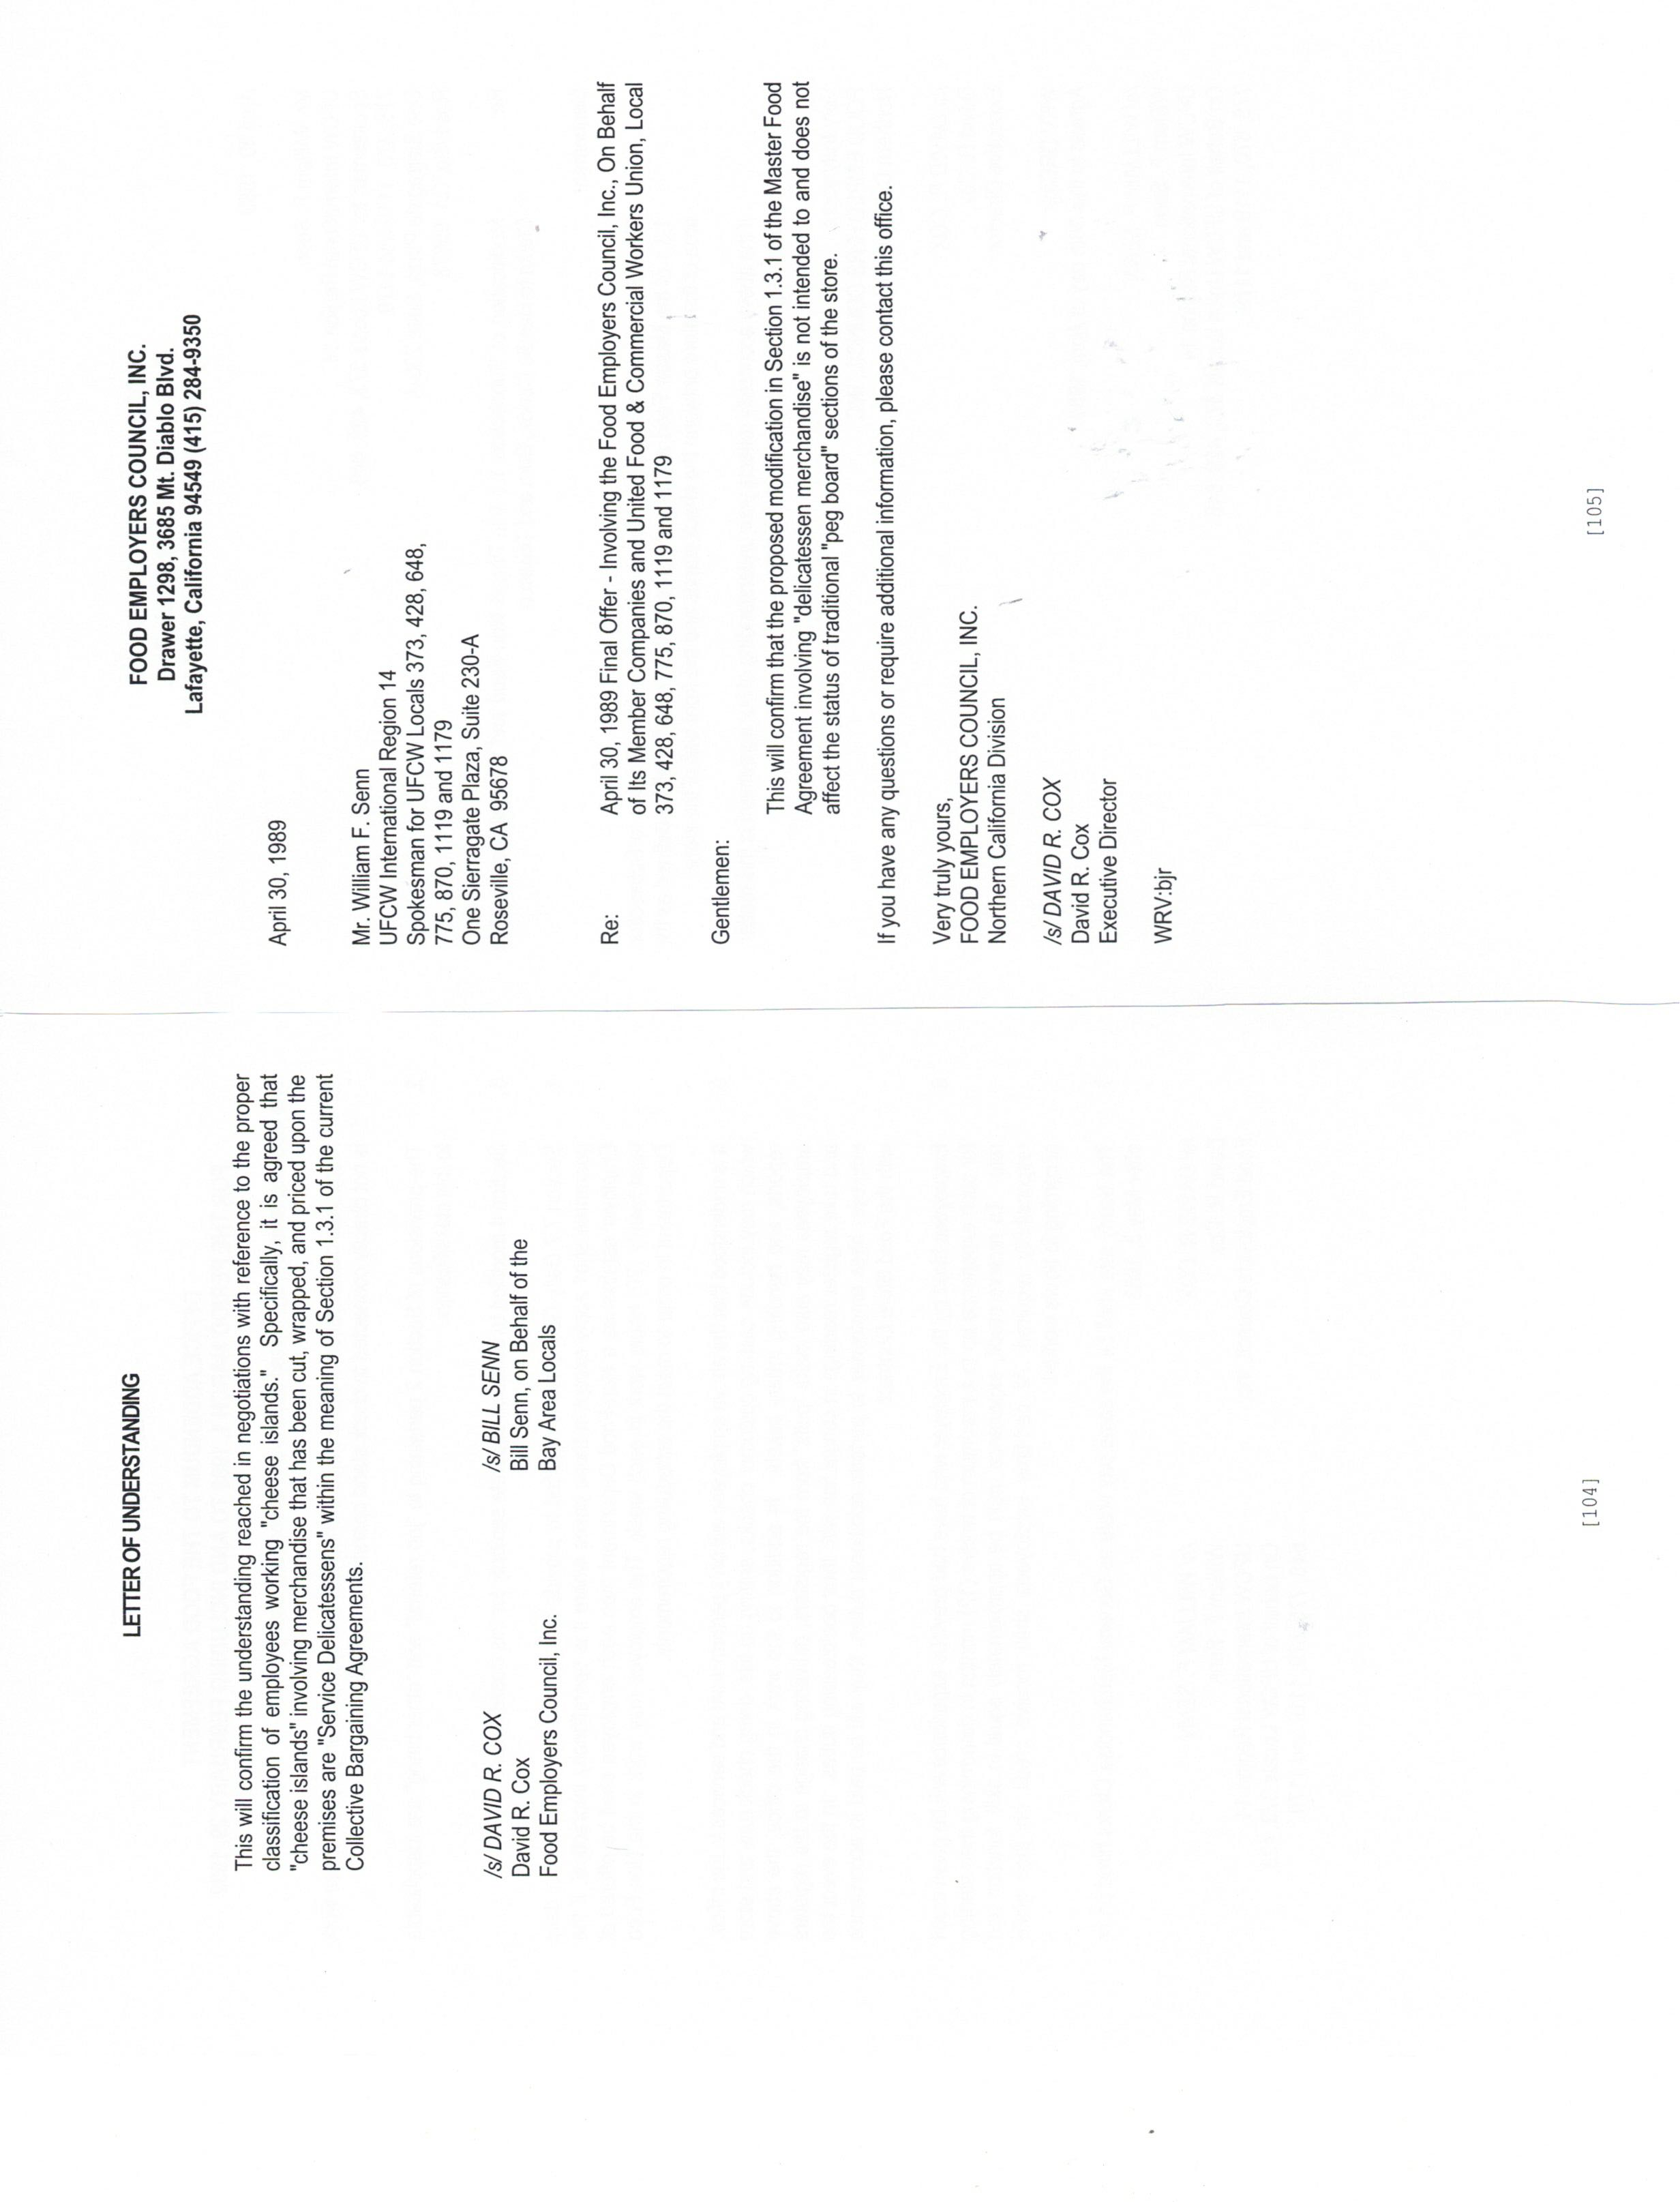 LETTER OF UNDERSTANDING
This will confirm the understanding reached in negotiations with reference to the proper
classification of employees working "cheese islands." Specifically, it is agreed that
"cheese islands" involving merchandise that has been cut, wrapped, and priced upon the
premises are "Service Delicatessens" within the meaning of Section 1.3.1 of the current
Collective Bargaining Agreements.
/s/ DAVID R. COX /s/ BILL SENN
David R. Cox Bill Senn, on Behalf of the
Food Employers Council, Inc. Bay Area Locals
[104]
FOOD EMPLOYERS COUNCIL, INC.
Drawer 1298, 3685 Mt. Diablo Blvd.
Lafayette, California 94549 (415) 284-9350
April 30, 1989
Mr. William F. Senn
UFCW International Region 14
Spokesman for UFCW Locals 373, 428, 648,
775, 870, 1119 and 1179
One Sierragate Plaza, Suite 230-A
Roseville, CA 95678
Re: April 30, 1989 Final Offer - Involving the Food Employers Council, Inc., On Behalf
of Its Member Companies and United Food & Commercial Workers Union, Local
373, 428, 648, 775, 870, 1119 and 1179
Gentlemen:
This will confirm that the proposed modification in Section 1.3.1 of the Master Food
Agreement involving "delicatessen merchandise" is not intended to and does not
affect the status of traditional "peg board" sections of the store.
If you have any questions or require additional information, please contact this office.
Very truly yours,
FOOD EMPLOYERS COUNCIL, INC.
Northern California Division
/s/ DAVID R. COX
David R. Cox
Executive Director
WRV:bjr
[105]